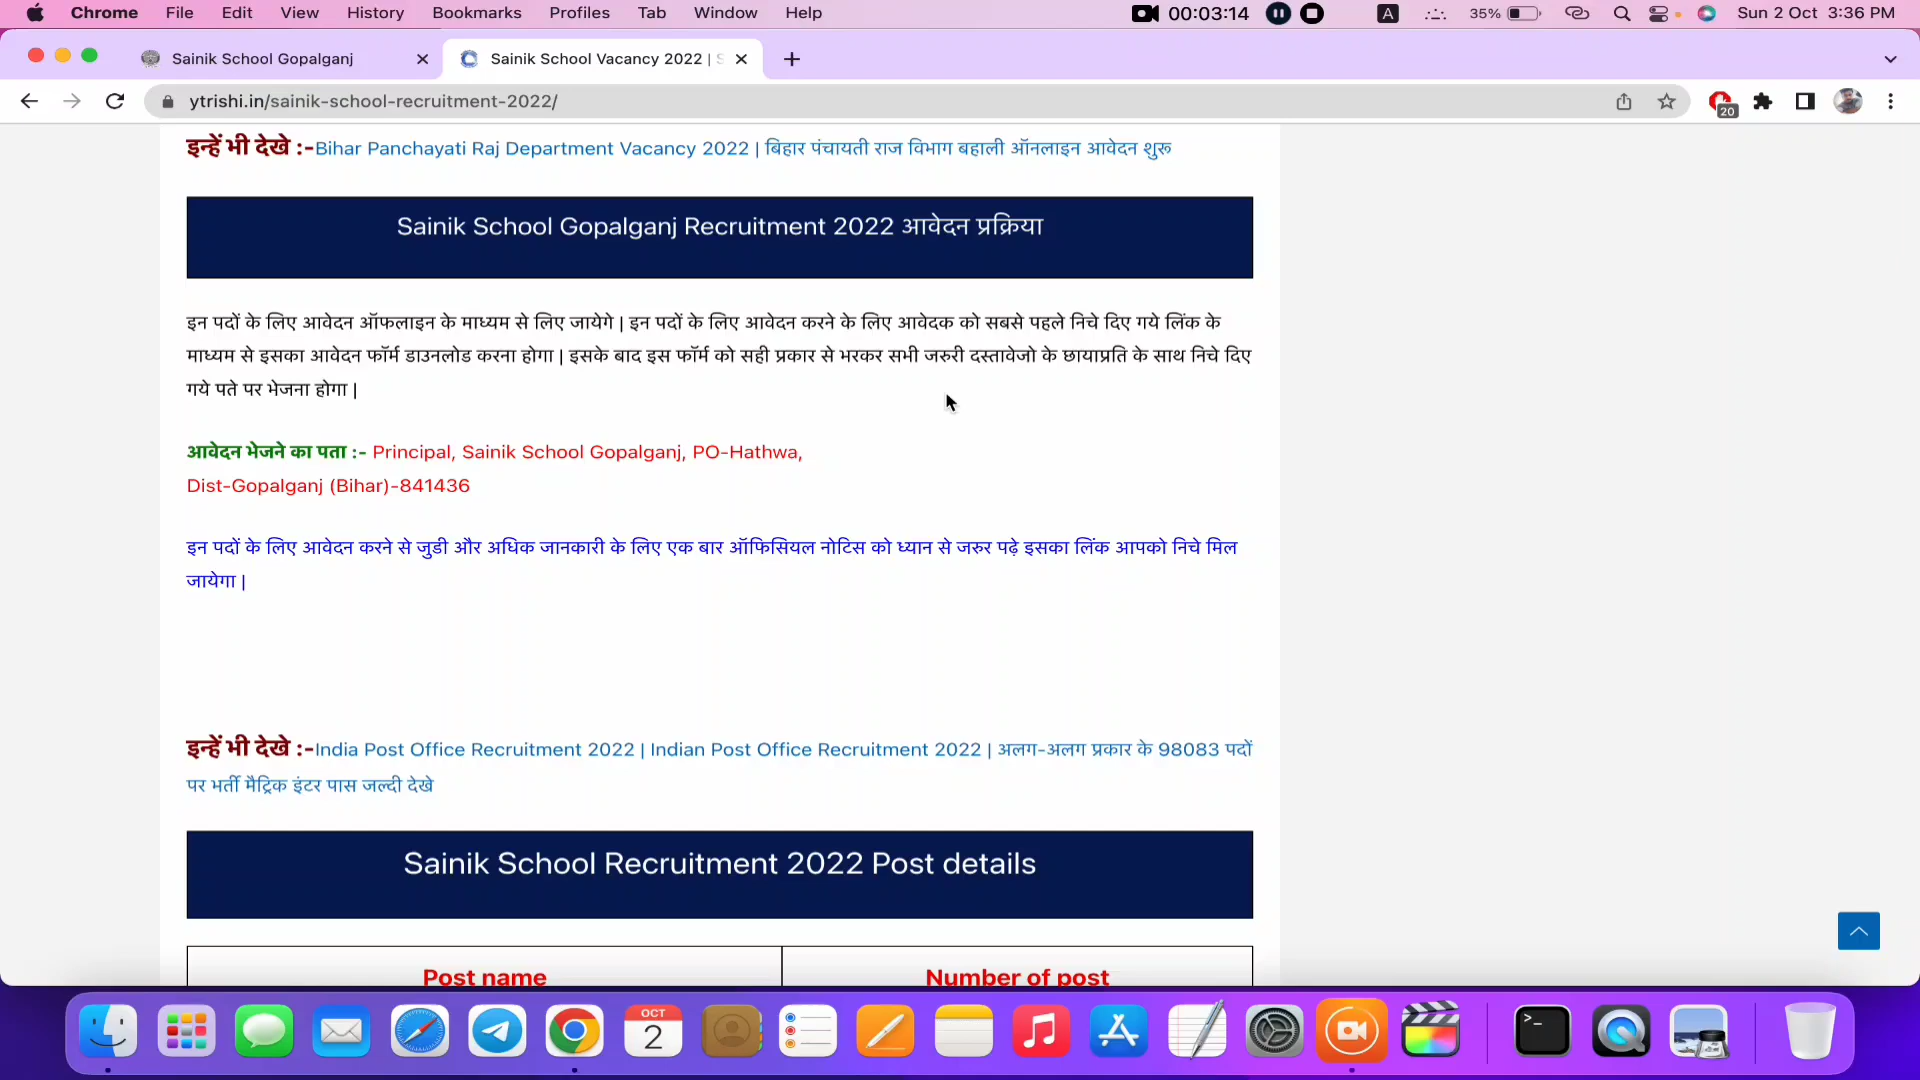 Chrome File Edit View History Bookmarks Profiles Tab Window Help 00:03:14 A 35% Sun 2 Oct 3:36 PM
Sainik School Gopalganj Sainik School Vacancy 2022 | S
ytrishi.in/sainik-school-recruitment-2022/ 20
इन्हें भी देखे :-Bihar Panchayati Raj Department Vacancy 2022 | बिहार पंचायती राज विभाग बहाली ऑनलाइन आवेदन शुरू
Sainik School Gopalganj Recruitment 2022 आवेदन प्रक्रिया
इन पदों के लिए आवेदन ऑफलाइन के माध्यम से लिए जायेगे | इन पदों के लिए आवेदन करने के लिए आवेदक को सबसे पहले निचे दिए गये लिंक के
माध्यम से इसका आवेदन फॉर्म डाउनलोड करना होगा | इसके बाद इस फॉर्म को सही प्रकार से भरकर सभी जरुरी दस्तावेजो के छायाप्रति के साथ निचे दिए
गये पते पर भेजना होगा |
आवेदन भेजने का पता :- Principal, Sainik School Gopalganj, PO-Hathwa,
Dist-Gopalganj (Bihar)-841436
इन पदों के लिए आवेदन करने से जुडी और अधिक जानकारी के लिए एक बार ऑफिसियल नोटिस को ध्यान से जरुर पढ़े इसका लिंक आपको निचे मिल
जायेगा |
इन्हें भी देखे :-India Post Office Recruitment 2022 | Indian Post Office Recruitment 2022 | अलग-अलग प्रकार के 98083 पदों
पर भर्ती मैट्रिक इंटर पास जल्दी देखे
Sainik School Recruitment 2022 Post details
Post name Number of post
OCT
2
>_